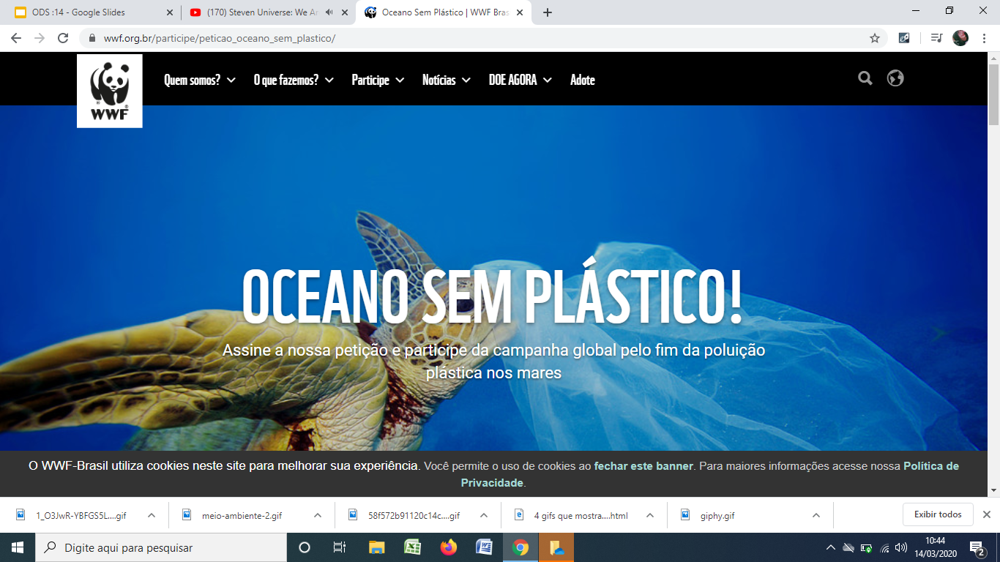 ODS :14 - Google Slides
(170) Steven Universe: We Ar
Oceano Sem Plástico | WWF Bras
wwf.org.br/participe/peticao_oceano_sem_plastico/
WWF
Quem somos? O que fazemos? Participe Notícias DOE AGORA Adote
OCEANO SEM PLÁSTICO!
Assine a nossa petição e participe da campanha global pelo fim da poluição
plástica nos mares
O WWF-Brasil utiliza cookies neste site para melhorar sua experiência. Você permite o uso de cookies ao fechar este banner. Para maiores informações acesse nossa Política de
Privacidade.
1_O3JwR-YBFGS5L....gif
meio-ambiente-2.gif
58f572b91120c14c....gif
4 gifs que mostra....html
giphy.gif
Exibir todos
Digite aqui para pesquisar
10:44
14/03/2020
2